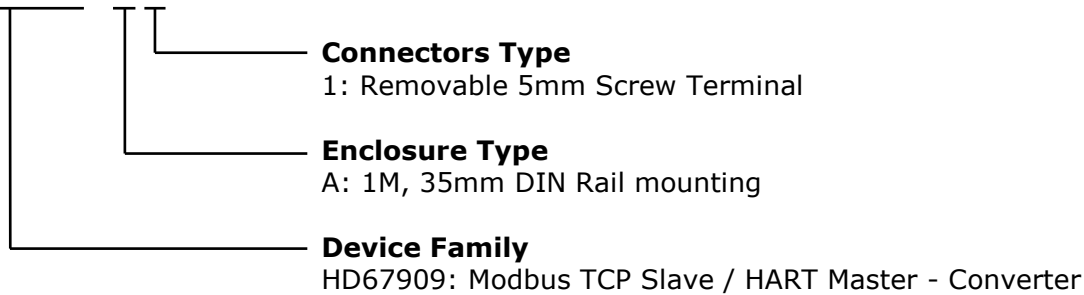 Connectors Type
1: Removable 5mm Screw Terminal
Enclosure Type
A: 1M, 35mm DIN Rail mounting
Device Family
HD67909: Modbus TCP Slave / HART Master - Converter